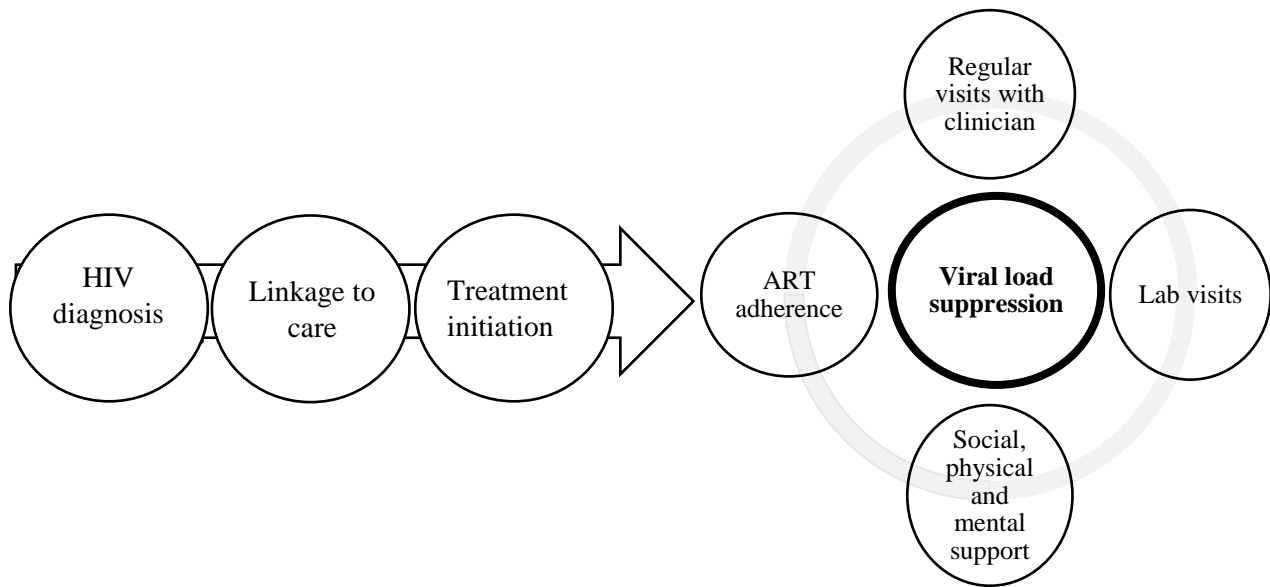 HIV
diagnosis
Linkage to
care
Treatment
initiation
ART
adherence
Regular
visits with
clinician
Viral load
suppression
Lab visits
Social,
physical
and
mental
support